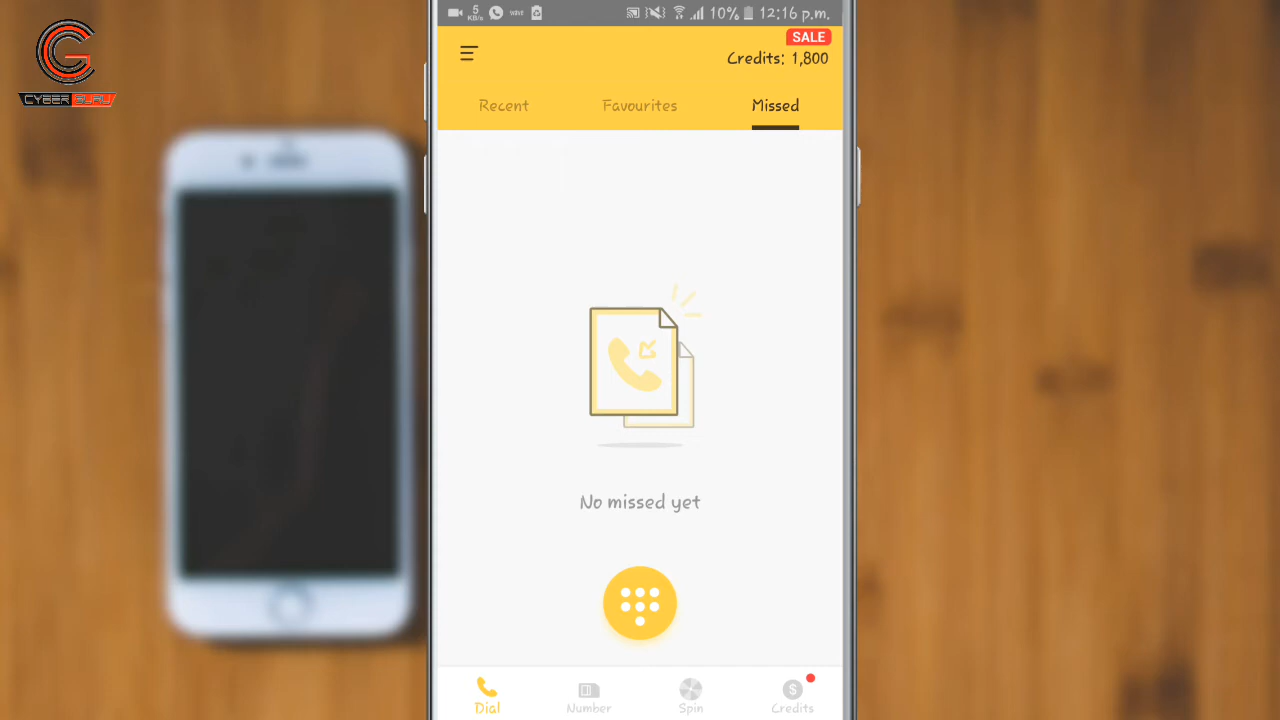 5
KB/s
WAVE
10%
12:16 p.m.
SALE
Credits: 1,800
Recent
Favourites
Missed
No missed yet
Dial
Number
Spin
Credits
CYBER GURU